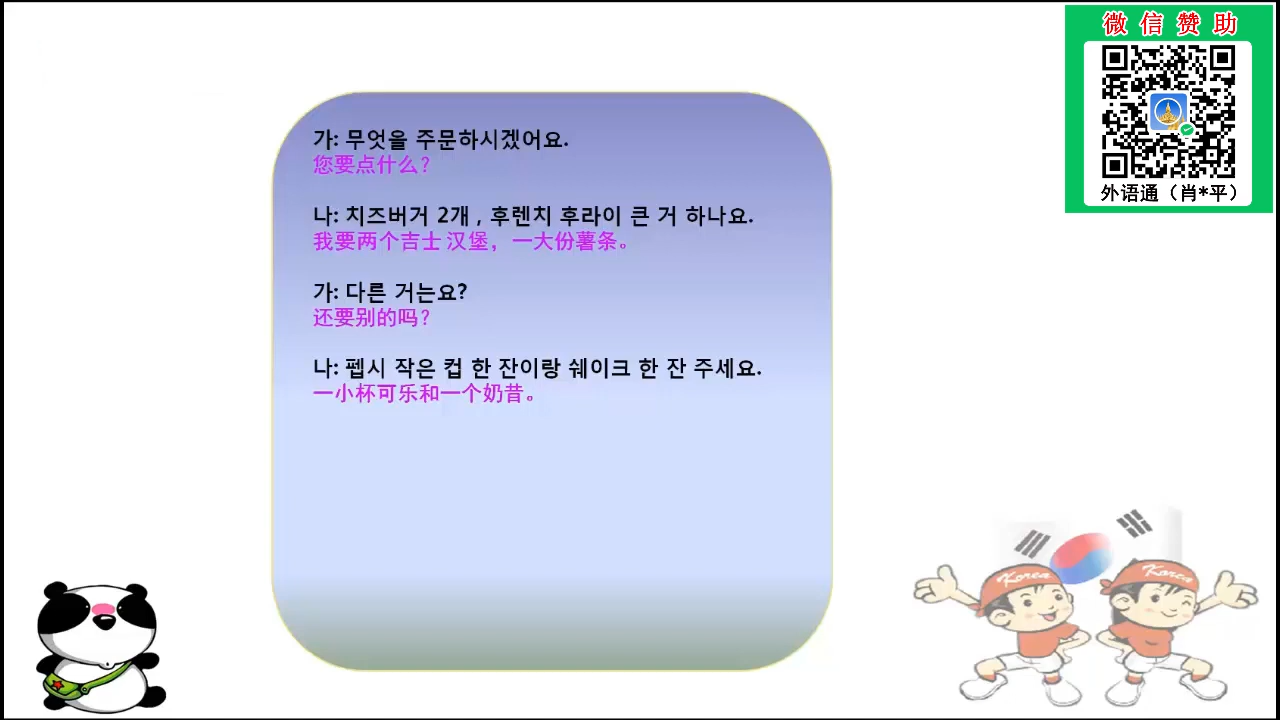 微信赞助
外语通（肖*平）
가: 무엇을 주문하시겠어요.
您要点什么？
나: 치즈버거 2개 , 후렌치 후라이 큰 거 하나요.
我要两个吉士 汉堡，一大份薯条。
가: 다른 거는요?
还要别的吗？
나: 펩시 작은 컵 한 잔이랑 쉐이크 한 잔 주세요.
一小杯可乐和一个奶昔。
Korea
Korea